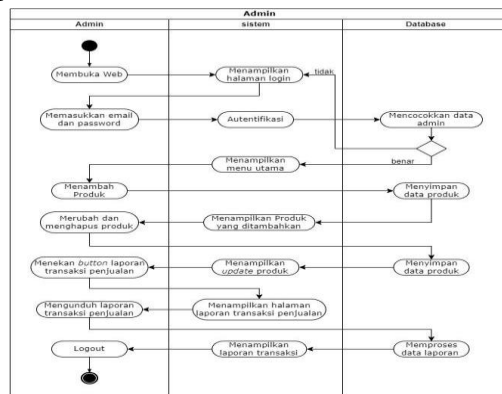 Admin
Admin
sistem
Database
Membuka Web
Menampilkan
halaman login
tidak
Memasukkan email
dan password
Autentifikasi
Mencocokkan data
admin
benar
Menampilkan
menu utama
Menambah
Produk
Menyimpan
data produk
Merubah dan
menghapus produk
Menampilkan Produk
yang ditambahkan
Menekan button laporan
transaksi penjualan
Menampilkan
update produk
Menyimpan
data produk
Menampilkan halaman
laporan transaksi penjualan
Mengunduh laporan
transaksi penjualan
Logout
Menampilkan
laporan transaksi
Memproses
data laporan